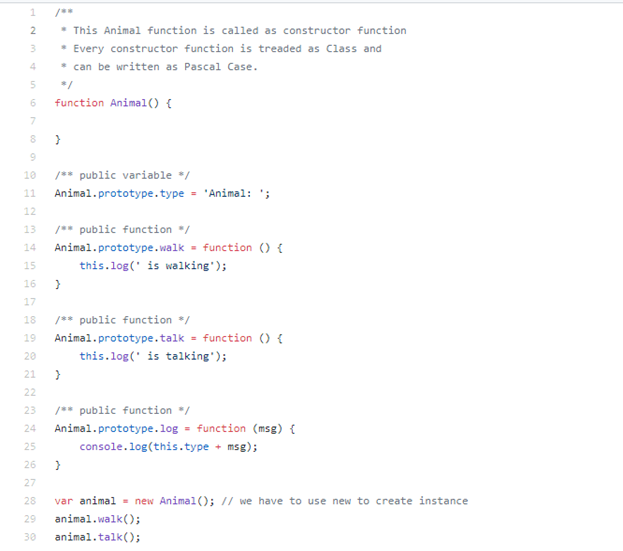 1 /**
2  * This Animal function is called as constructor function
3  * Every constructor function is treaded as Class and
4  * can be written as Pascal Case.
5  */
6 function Animal() {
7
8 }
9
10 /** public variable */
11 Animal.prototype.type = 'Animal: ';
12
13 /** public function */
14 Animal.prototype.walk = function () {
15     this.log(' is walking');
16 }
17
18 /** public function */
19 Animal.prototype.talk = function () {
20     this.log(' is talking');
21 }
22
23 /** public function */
24 Animal.prototype.log = function (msg) {
25     console.log(this.type + msg);
26 }
27
28 var animal = new Animal(); // we have to use new to create instance
29 animal.walk();
30 animal.talk();